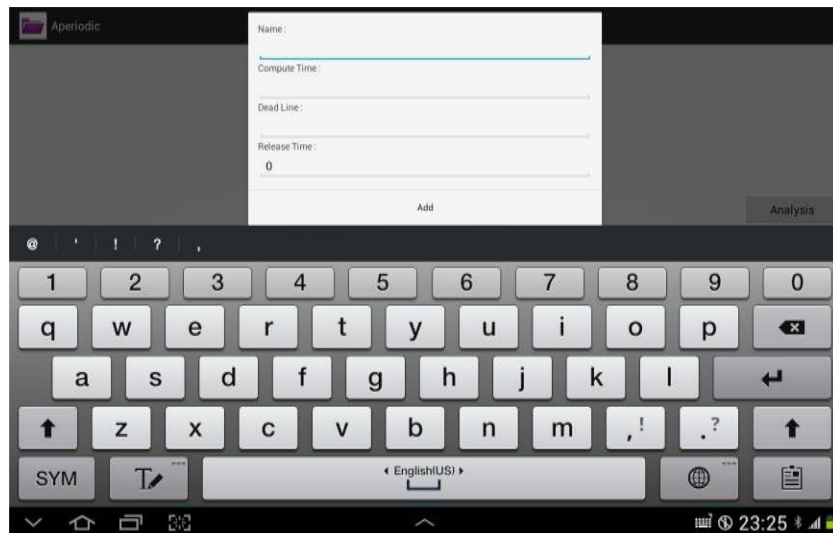 Aperiodic
Name :
Compute Time :
Dead Line :
Release Time :
0
Add
Analysis
@ ' ! ? ,
1 2 3 4 5 6 7 8 9 0
q w e r t y u i o p
a s d f g h j k l
z x c v b n m , ! . ?
SYM T English(US)
23:25